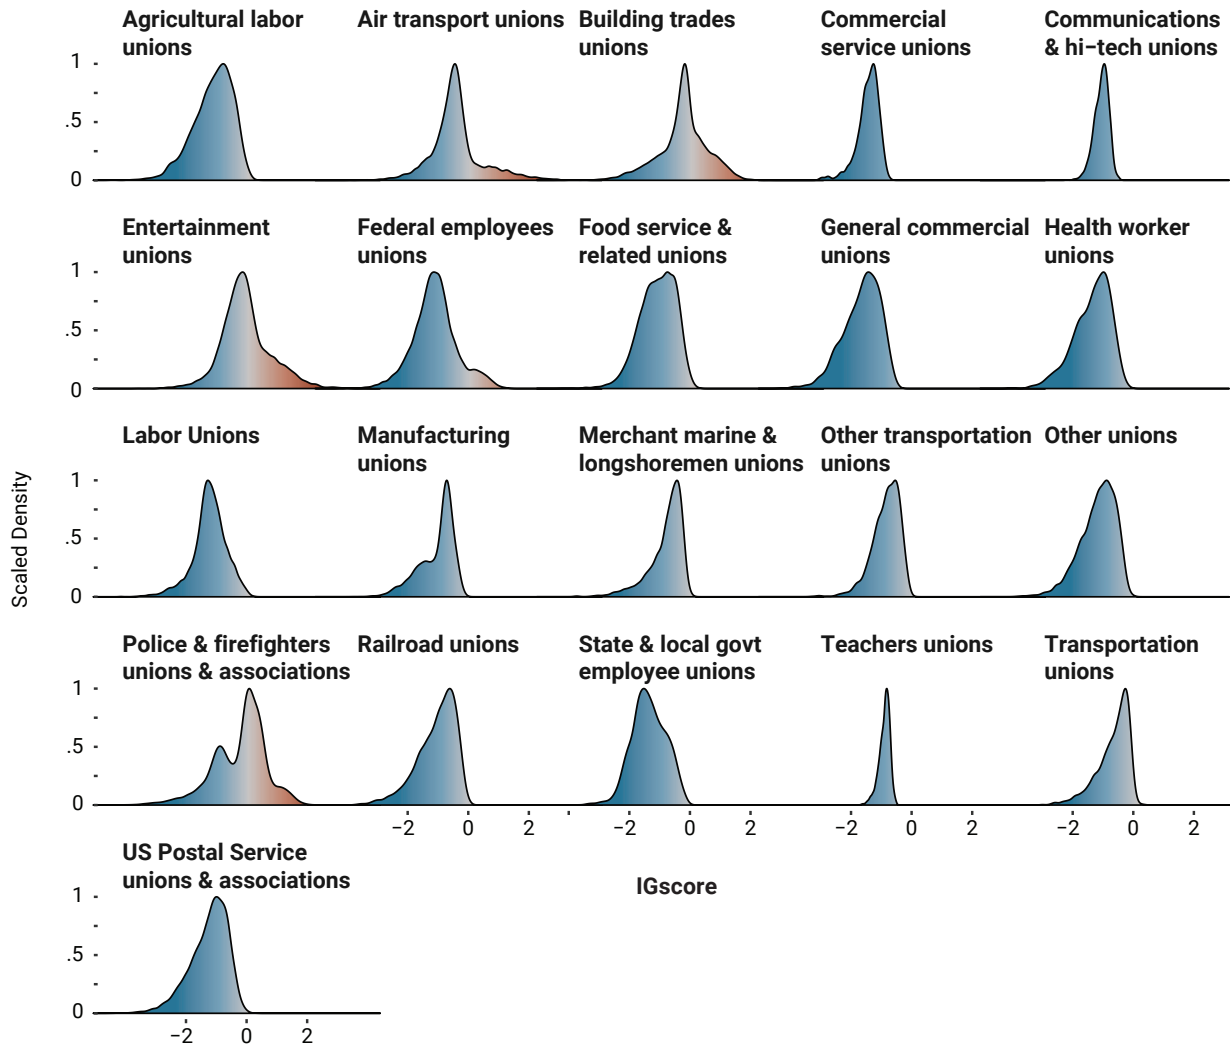 Agricultural labor
unions
Air transport unions
Building trades
unions
Commercial
service unions
Communications
& hi−tech unions
1
.5
0
Entertainment
unions
Federal employees
unions
Food service &
related unions
General commercial
unions
Health worker
unions
1
.5
0
Labor Unions
Manufacturing
unions
Merchant marine &
longshoremen unions
Other transportation
unions
Other unions
1
.5
0
Scaled Density
Police & firefighters
unions & associations
Railroad unions
State & local govt
employee unions
Teachers unions
Transportation
unions
1
.5
0
−2 0 2
−2 0 2
−2 0 2
−2 0 2
US Postal Service
unions & associations
IGscore
1
.5
0
−2 0 2